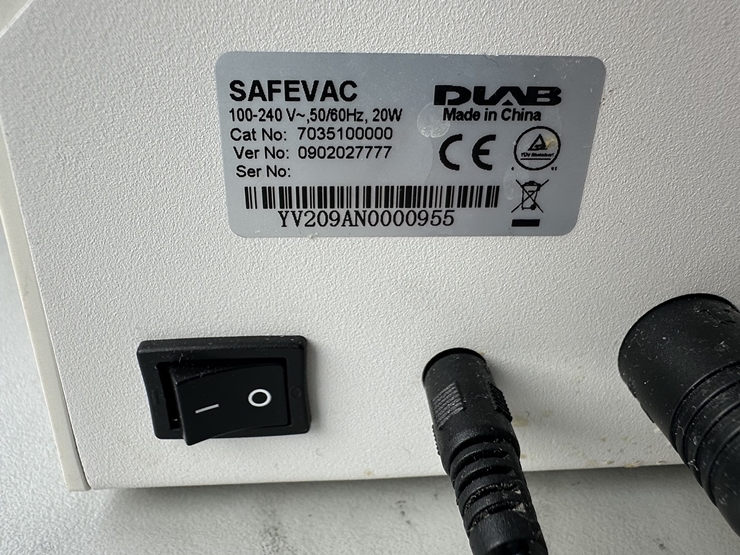 SAFEVAC
DLAB
100-240 V~,50/60Hz, 20W
Made in China
Cat No: 7035100000
Ver No: 0902027777
Ser No:
CE
YV209AN0000955